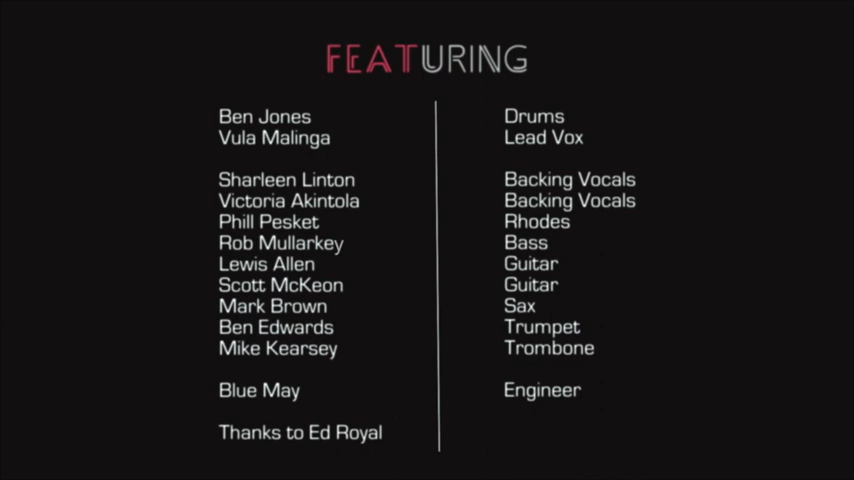 FEATURING
Ben Jones Drums
Vula Malinga Lead Vox
Sharleen Linton Backing Vocals
Victoria Akintola Backing Vocals
Phill Pesket Rhodes
Rob Mullarkey Bass
Lewis Allen Guitar
Scott McKeon Guitar
Mark Brown Sax
Ben Edwards Trumpet
Mike Kearsey Trombone
Blue May Engineer
Thanks to Ed Royal